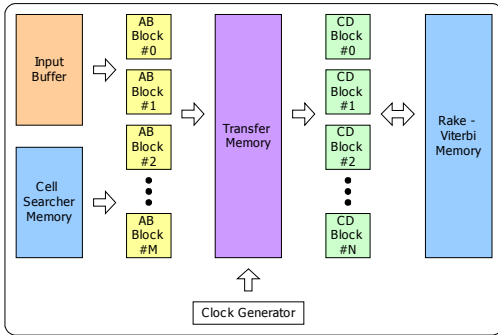 Input
Buffer
Cell
Searcher
Memory
AB
Block
#0
AB
Block
#1
AB
Block
#2
AB
Block
#M
Transfer
Memory
CD
Block
#0
CD
Block
#1
CD
Block
#2
CD
Block
#N
Rake -
Viterbi
Memory
Clock Generator